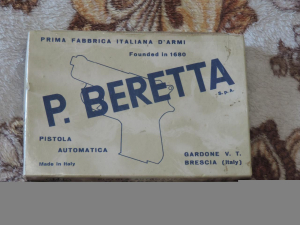 PRIMA FABBRICA ITALIANA D'ARMI
Founded in 1680
P. BERETTA
S.p.A.
PISTOLA
AUTOMATICA
Made in Italy
GARDONE V. T.
BRESCIA (Italy)